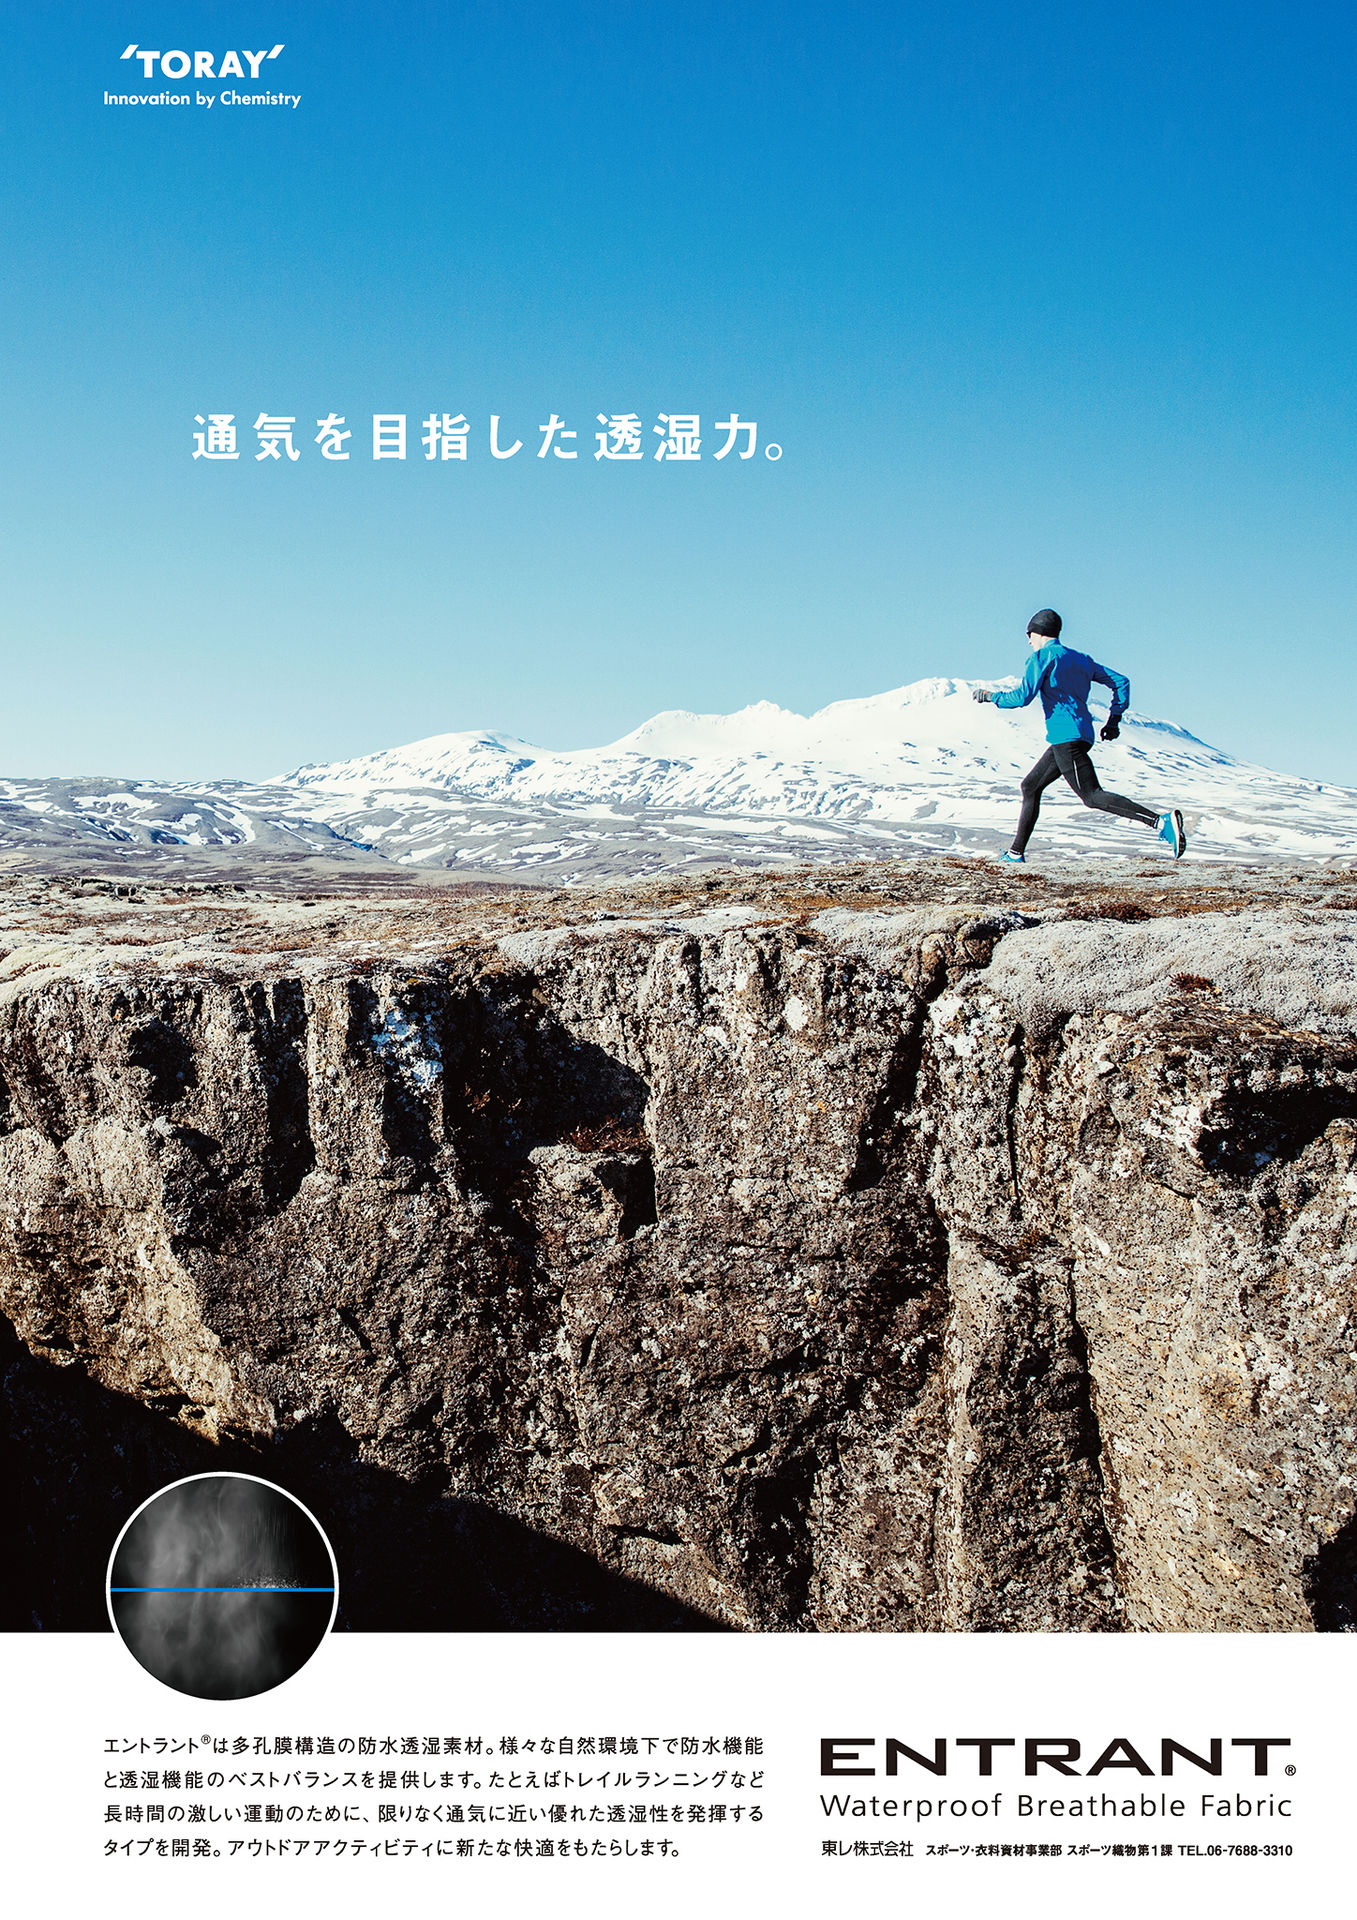 'TORAY'
Innovation by Chemistry
通気を目指した透湿力。
エントラント®は多孔膜構造の防水透湿素材。様々な自然環境下で防水機能
と透湿機能のベストバランスを提供します。たとえばトレイルランニングなど
長時間の激しい運動のために、限りなく通気に近い優れた透湿性を発揮する
タイプを開発。アウトドアアクティビティに新たな快適をもたらします。
ENTRANT®
Waterproof Breathable Fabric
東レ株式会社 スポーツ・衣料資材事業部 スポーツ織物第1課 TEL.06-7688-3310